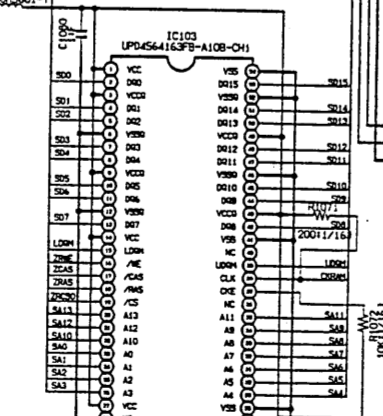 C1060
IC103
UPD4564163FB-A10B-CH1
VCC
VSS
SD0
DQ0
DQ15
SD15
VCCQ
VSSQ
SD1
DQ1
DQ14
SD14
SD2
DQ2
DQ13
SD13
VSSQ
VCCQ
SD3
DQ3
DQ12
SD12
SD4
DQ4
DQ11
SD11
VCCQ
VSSQ
SD5
DQ5
DQ10
SD10
SD6
DQ6
DQ9
SD9
VSSQ
VCCQ
R1071
SD7
DQ7
DQ8
SD8
200:1/16J
VCC
VSS
LDQM
LDQM
NC
ZRWE
/WE
UDQM
UDQM
ZCAS
/CAS
CLK
CKRAM
ZRAS
/RAS
CKE
/CS
NC
SA13
A13
A11
SA11
SA12
A12
A9
SA9
SA10
A10
A8
SA8
SA0
A0
A7
SA7
SA1
A1
A6
SA6
SA2
A2
A5
SA5
SA3
A3
A4
SA4
VCC
VSS
R1072